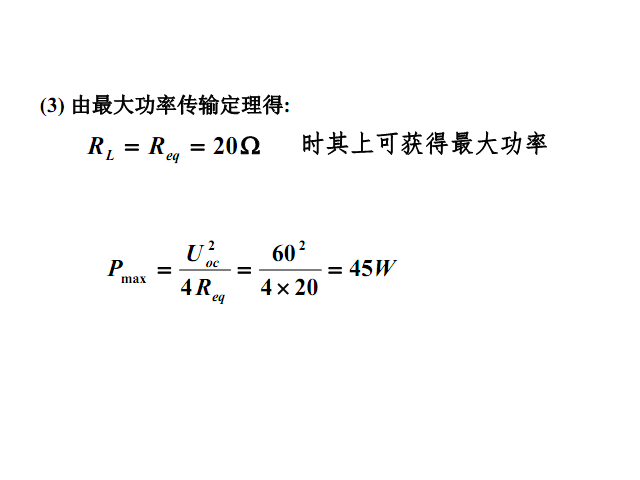 (3) 由最大功率传输定理得:
R_L = R_eq = 20Ω 时其上可获得最大功率
P_max = U_oc^2 / 4R_eq = 60^2 / 4×20 = 45W